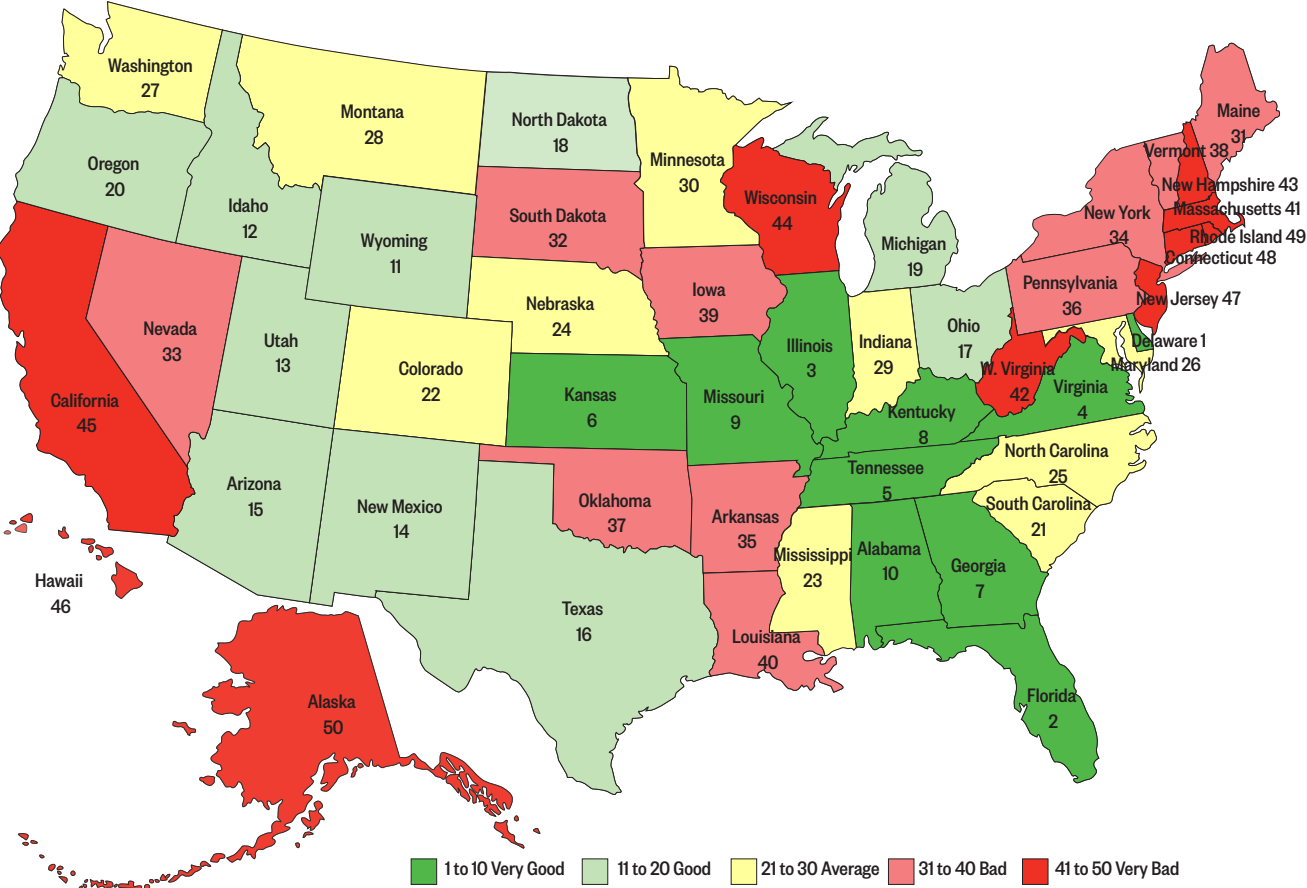 Washington
27
Oregon
20
California
45
Nevada
33
Idaho
12
Montana
28
Wyoming
11
Utah
13
Arizona
15
Colorado
22
New Mexico
14
North Dakota
18
South Dakota
32
Nebraska
24
Kansas
6
Oklahoma
37
Texas
16
Minnesota
30
Iowa
39
Missouri
9
Arkansas
35
Louisiana
40
Wisconsin
44
Illinois
3
Michigan
19
Indiana
29
Ohio
17
Kentucky
8
Tennessee
5
Mississippi
23
Alabama
10
Georgia
7
Florida
2
South Carolina
21
North Carolina
25
Virginia
4
W. Virginia
42
Pennsylvania
36
New York
34
Maine
31
Vermont 38
New Hampshire 43
Massachusetts 41
Rhode Island 49
Connecticut 48
New Jersey 47
Delaware 1
Maryland 26
Hawaii
46
Alaska
50
1 to 10 Very Good
11 to 20 Good
21 to 30 Average
31 to 40 Bad
41 to 50 Very Bad